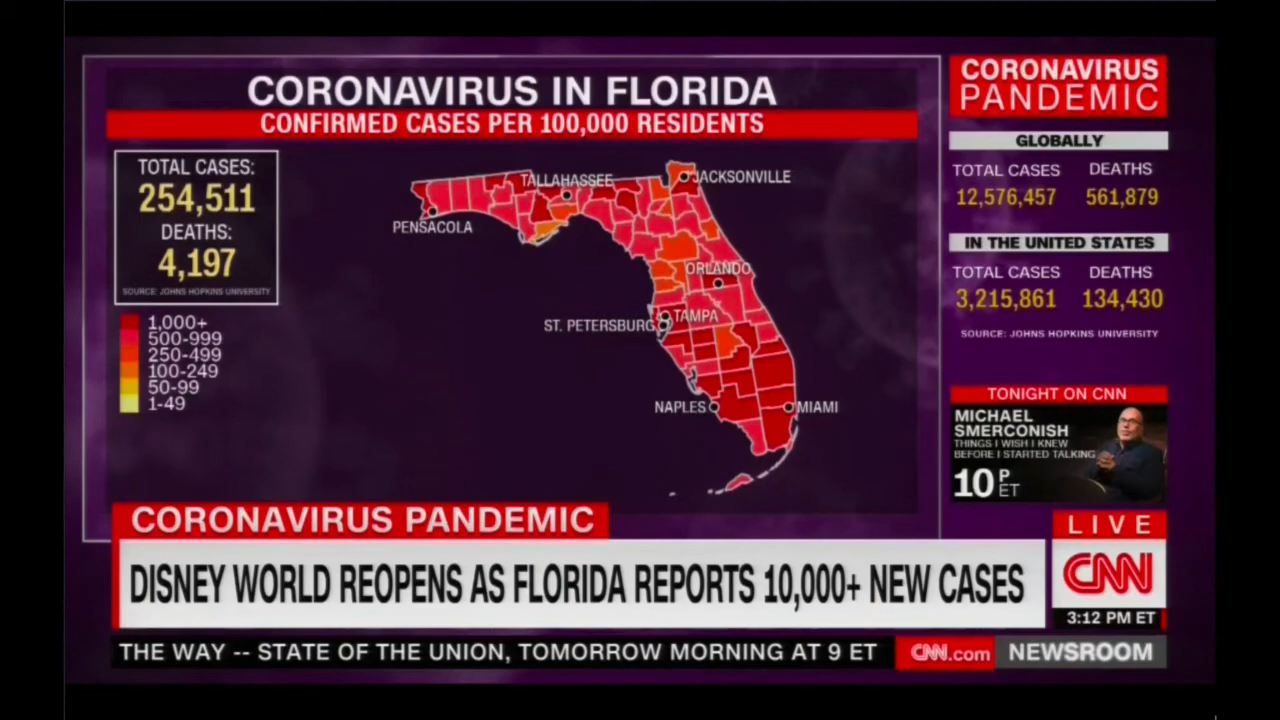 CORONAVIRUS IN FLORIDA
CONFIRMED CASES PER 100,000 RESIDENTS
TOTAL CASES:
254,511
DEATHS:
4,197
SOURCE: JOHNS HOPKINS UNIVERSITY
1,000+
500-999
250-499
100-249
50-99
1-49
TALLAHASSEE
JACKSONVILLE
PENSACOLA
ORLANDO
TAMPA
ST. PETERSBURG
NAPLES
MIAMI
CORONAVIRUS
PANDEMIC
GLOBALLY
TOTAL CASES DEATHS
12,576,457 561,879
IN THE UNITED STATES
TOTAL CASES DEATHS
3,215,861 134,430
SOURCE: JOHNS HOPKINS UNIVERSITY
TONIGHT ON CNN
MICHAEL
SMERCONISH
THINGS I WISH I KNEW
BEFORE I STARTED TALKING
10 P ET
CORONAVIRUS PANDEMIC
DISNEY WORLD REOPENS AS FLORIDA REPORTS 10,000+ NEW CASES
LIVE
CNN
3:12 PM ET
THE WAY -- STATE OF THE UNION, TOMORROW MORNING AT 9 ET
CNN.com NEWSROOM